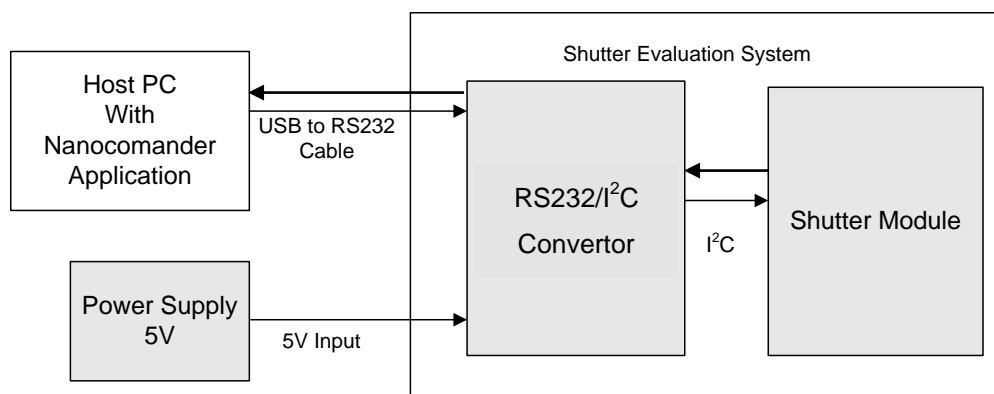 Shutter Evaluation System
Host PC
With
Nanocomander
Application
USB to RS232
Cable
RS232/I²C
Convertor
I²C
Shutter Module
Power Supply
5V
5V Input